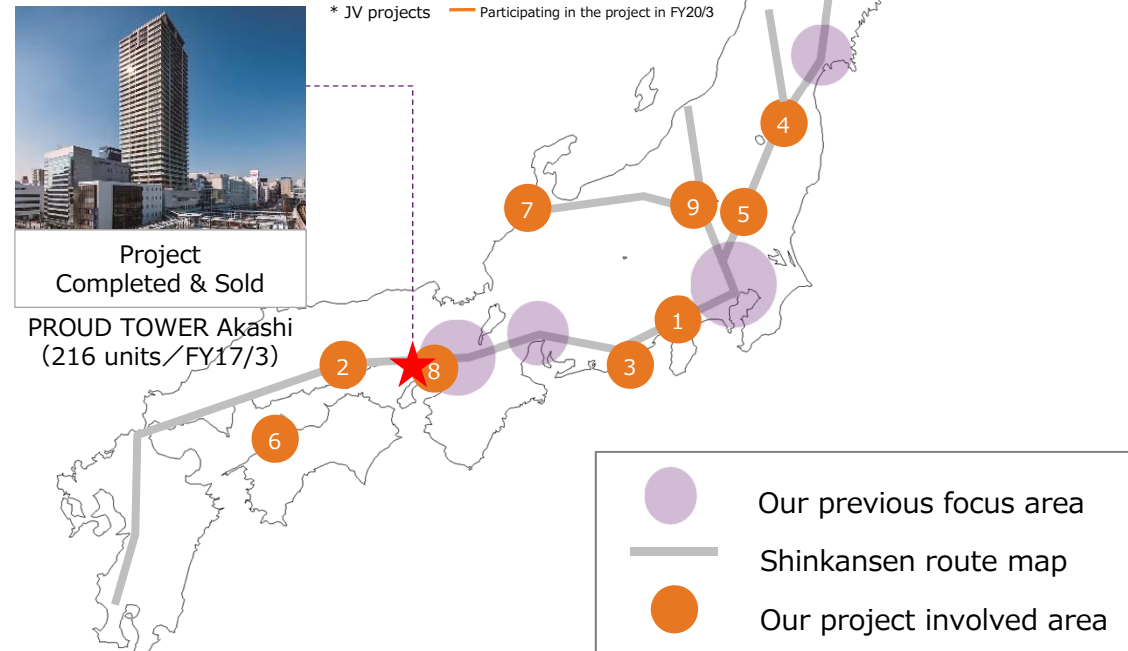 * JV projects
Participating in the project in FY20/3
Project
Completed & Sold
PROUD TOWER Akashi
（216 units／FY17/3）
4
7
9
5
1
2
8
3
6
Our previous focus area
Shinkansen route map
Our project involved area